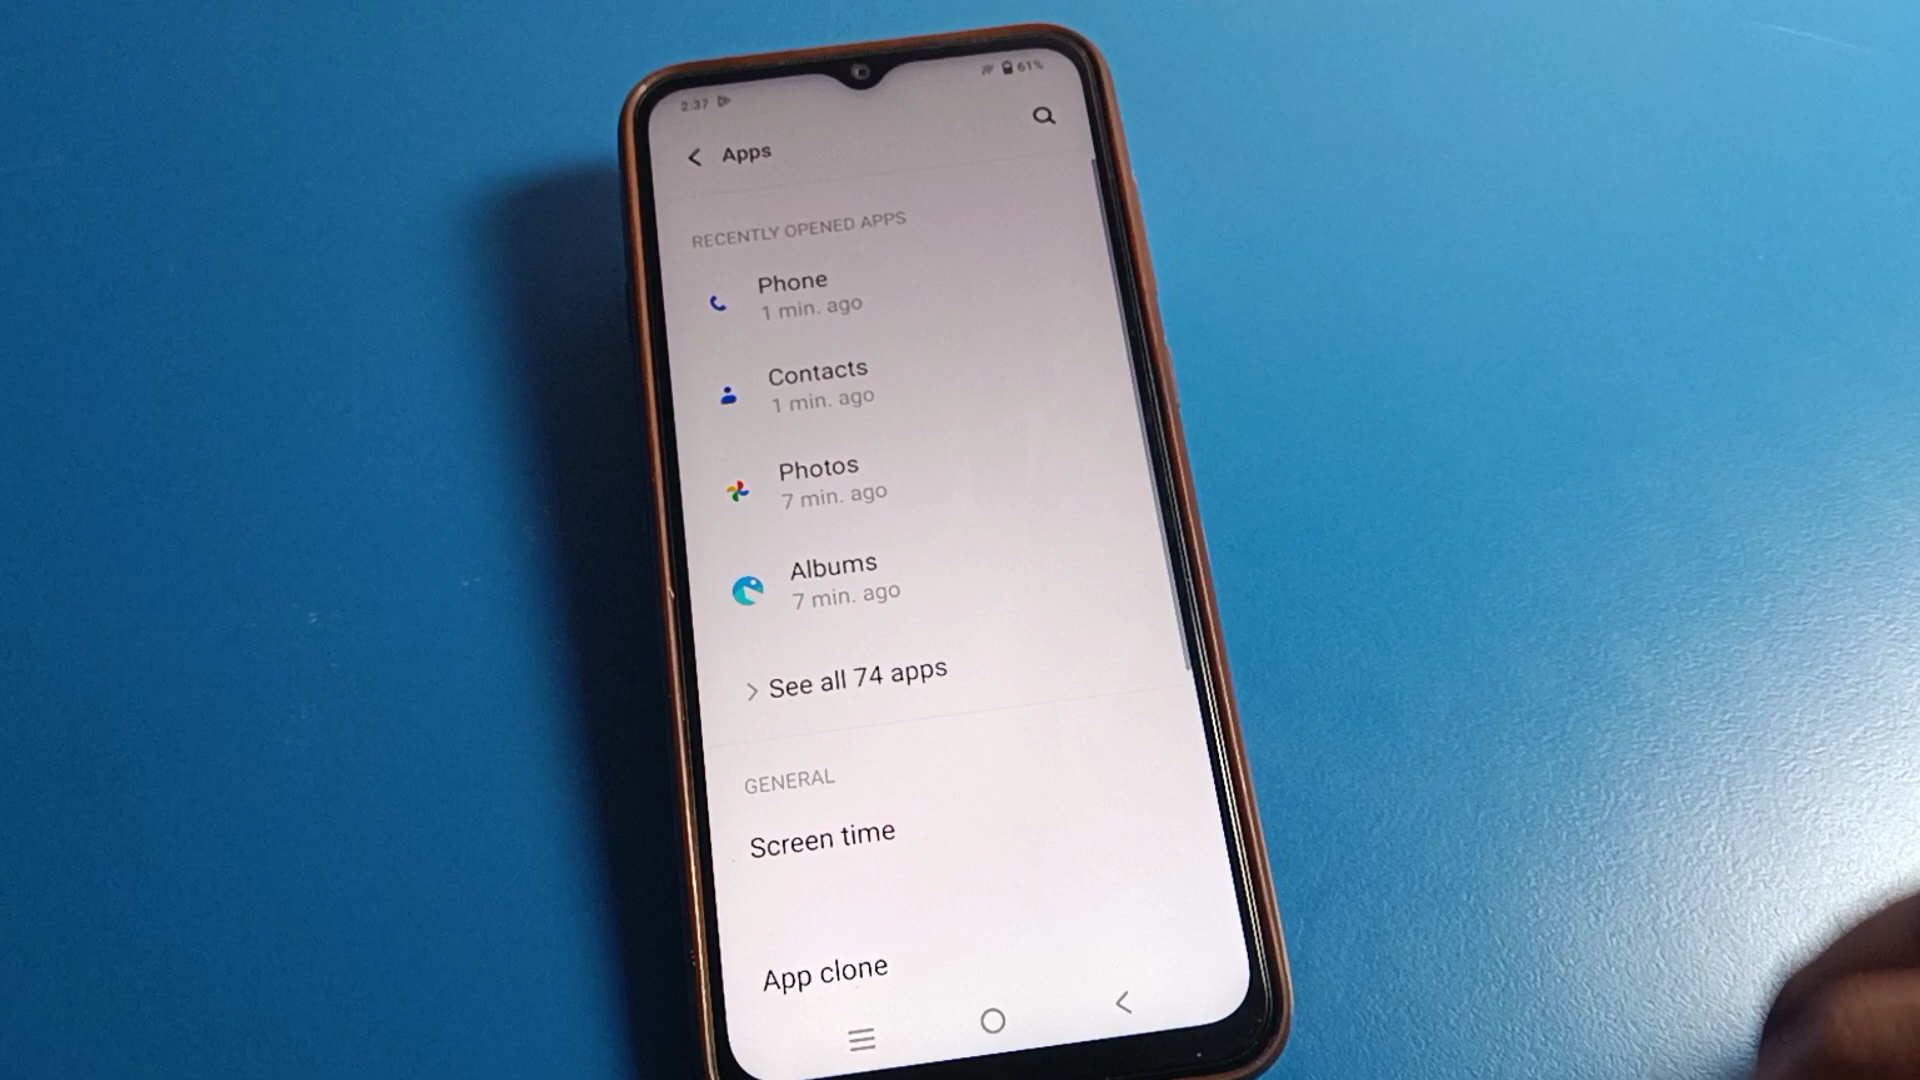 2:37
61%
Apps
RECENTLY OPENED APPS
Phone
1 min. ago
Contacts
1 min. ago
Photos
7 min. ago
Albums
7 min. ago
See all 74 apps
GENERAL
Screen time
App clone